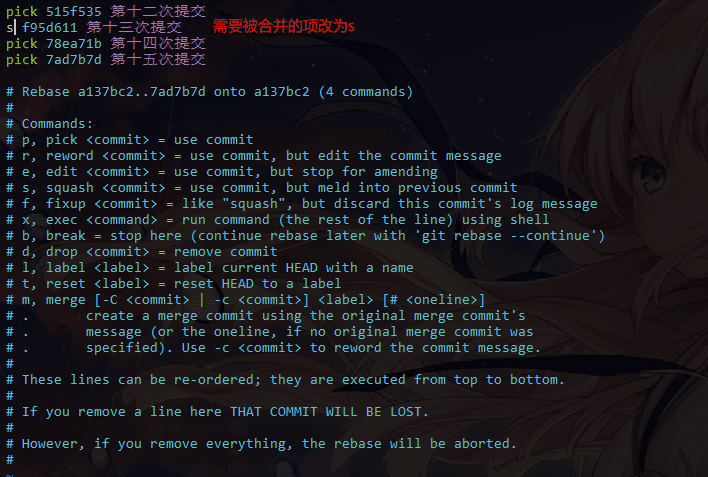 pick 515f535 第十二次提交
s f95d611 第十三次提交 需要被合并的项改为s
pick 78ea71b 第十四次提交
pick 7ad7b7d 第十五次提交
# Rebase a137bc2..7ad7b7d onto a137bc2 (4 commands)
#
# Commands:
# p, pick <commit> = use commit
# r, reword <commit> = use commit, but edit the commit message
# e, edit <commit> = use commit, but stop for amending
# s, squash <commit> = use commit, but meld into previous commit
# f, fixup <commit> = like "squash", but discard this commit's log message
# x, exec <command> = run command (the rest of the line) using shell
# b, break = stop here (continue rebase later with 'git rebase --continue')
# d, drop <commit> = remove commit
# l, label <label> = label current HEAD with a name
# t, reset <label> = reset HEAD to a label
# m, merge [-C <commit> | -c <commit>] <label> [# <oneline>]
# .       create a merge commit using the original merge commit's
# .       message (or the oneline, if no original merge commit was
# .       specified). Use -c <commit> to reword the commit message.
#
# These lines can be re-ordered; they are executed from top to bottom.
#
# If you remove a line here THAT COMMIT WILL BE LOST.
#
# However, if you remove everything, the rebase will be aborted.
#
~